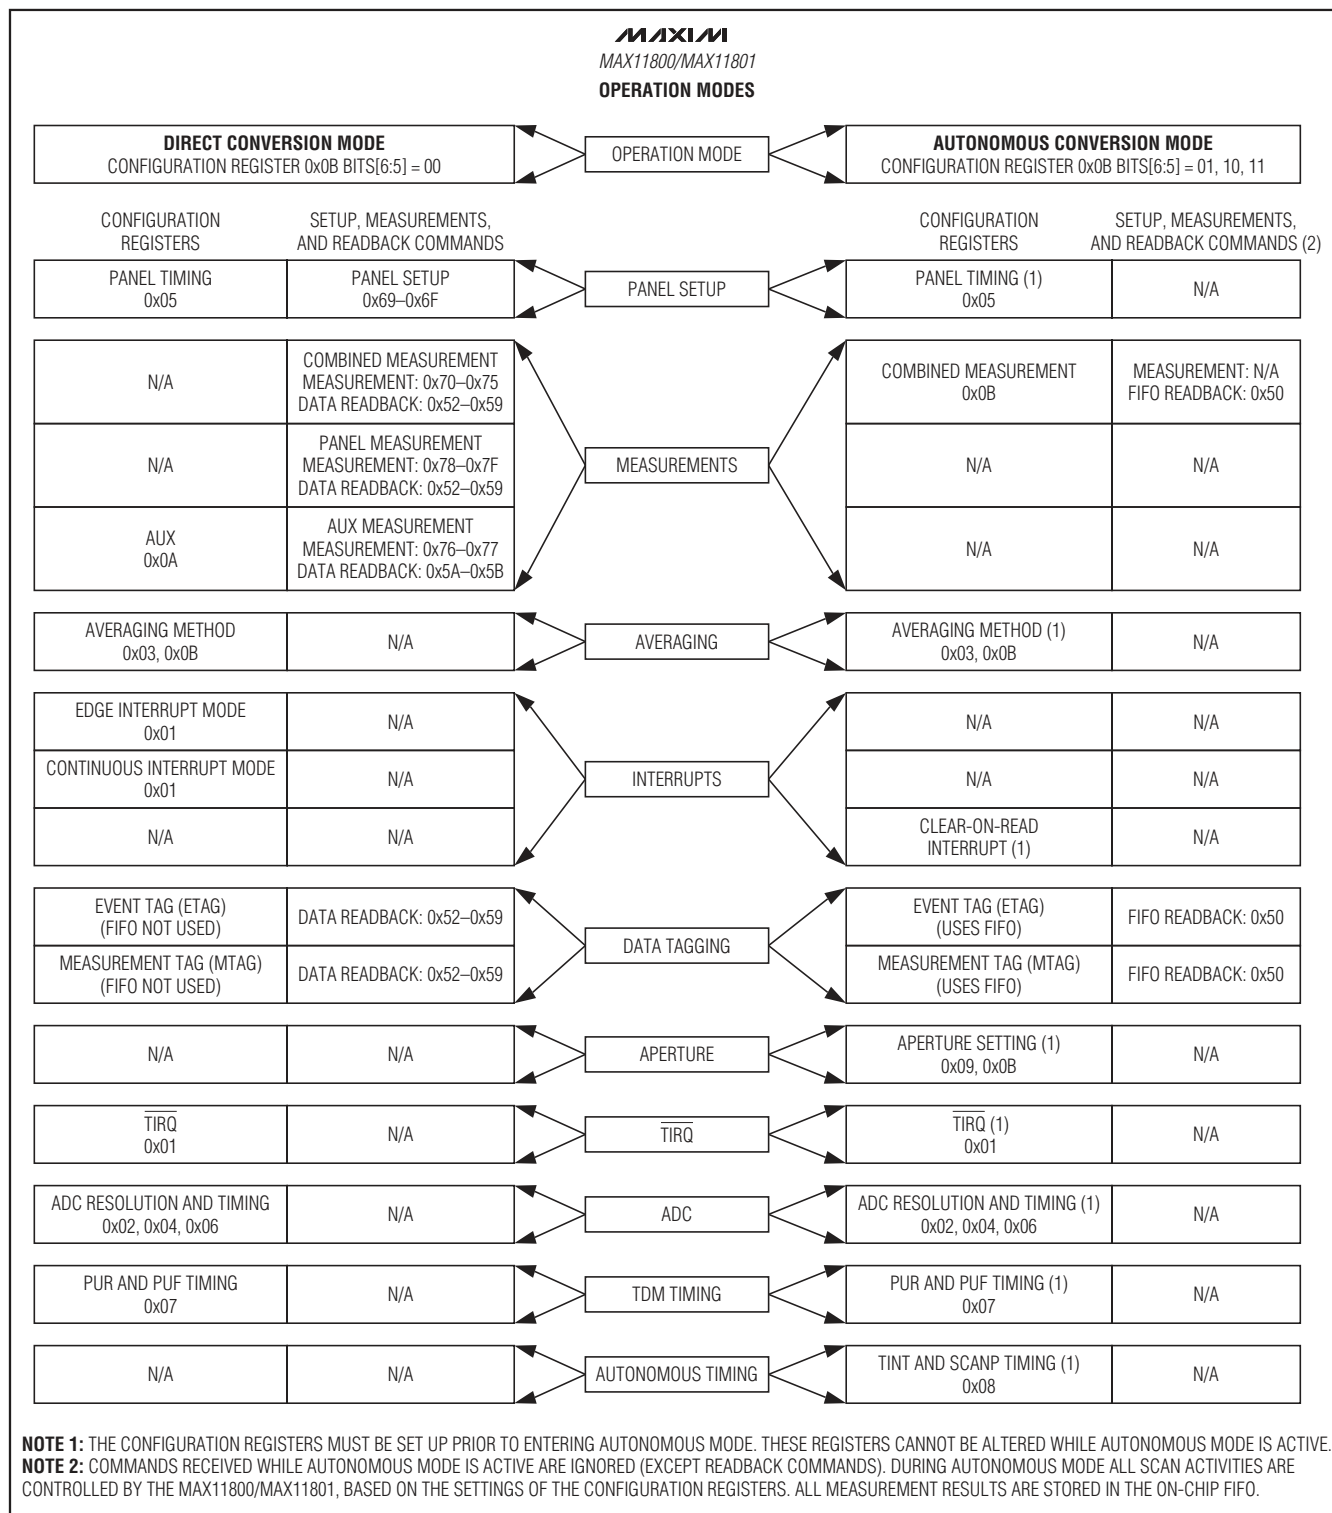 MAXIM
MAX11800/MAX11801
OPERATION MODES
DIRECT CONVERSION MODE
CONFIGURATION REGISTER 0x0B BITS[6:5] = 00
OPERATION MODE
AUTONOMOUS CONVERSION MODE
CONFIGURATION REGISTER 0x0B BITS[6:5] = 01, 10, 11
CONFIGURATION
REGISTERS
SETUP, MEASUREMENTS,
AND READBACK COMMANDS
CONFIGURATION
REGISTERS
SETUP, MEASUREMENTS,
AND READBACK COMMANDS (2)
PANEL TIMING
0x05
PANEL SETUP
0x69–0x6F
PANEL SETUP
PANEL TIMING (1)
0x05
N/A
N/A
COMBINED MEASUREMENT
MEASUREMENT: 0x70–0x75
DATA READBACK: 0x52–0x59
COMBINED MEASUREMENT
0x0B
MEASUREMENT: N/A
FIFO READBACK: 0x50
N/A
PANEL MEASUREMENT
MEASUREMENT: 0x78–0x7F
DATA READBACK: 0x52–0x59
MEASUREMENTS
N/A
N/A
AUX
0x0A
AUX MEASUREMENT
MEASUREMENT: 0x76–0x77
DATA READBACK: 0x5A–0x5B
N/A
N/A
AVERAGING METHOD
0x03, 0x0B
N/A
AVERAGING
AVERAGING METHOD (1)
0x03, 0x0B
N/A
EDGE INTERRUPT MODE
0x01
N/A
N/A
N/A
CONTINUOUS INTERRUPT MODE
0x01
N/A
INTERRUPTS
N/A
N/A
N/A
N/A
CLEAR-ON-READ
INTERRUPT (1)
N/A
EVENT TAG (ETAG)
(FIFO NOT USED)
DATA READBACK: 0x52–0x59
DATA TAGGING
EVENT TAG (ETAG)
(USES FIFO)
FIFO READBACK: 0x50
MEASUREMENT TAG (MTAG)
(FIFO NOT USED)
DATA READBACK: 0x52–0x59
MEASUREMENT TAG (MTAG)
(USES FIFO)
FIFO READBACK: 0x50
N/A
N/A
APERTURE
APERTURE SETTING (1)
0x09, 0x0B
N/A
TIRQ
0x01
N/A
TIRQ
TIRQ (1)
0x01
N/A
ADC RESOLUTION AND TIMING
0x02, 0x04, 0x06
N/A
ADC
ADC RESOLUTION AND TIMING (1)
0x02, 0x04, 0x06
N/A
PUR AND PUF TIMING
0x07
N/A
TDM TIMING
PUR AND PUF TIMING (1)
0x07
N/A
N/A
N/A
AUTONOMOUS TIMING
TINT AND SCANP TIMING (1)
0x08
N/A
NOTE 1: THE CONFIGURATION REGISTERS MUST BE SET UP PRIOR TO ENTERING AUTONOMOUS MODE. THESE REGISTERS CANNOT BE ALTERED WHILE AUTONOMOUS MODE IS ACTIVE.
NOTE 2: COMMANDS RECEIVED WHILE AUTONOMOUS MODE IS ACTIVE ARE IGNORED (EXCEPT READBACK COMMANDS). DURING AUTONOMOUS MODE ALL SCAN ACTIVITIES ARE
CONTROLLED BY THE MAX11800/MAX11801, BASED ON THE SETTINGS OF THE CONFIGURATION REGISTERS. ALL MEASUREMENT RESULTS ARE STORED IN THE ON-CHIP FIFO.